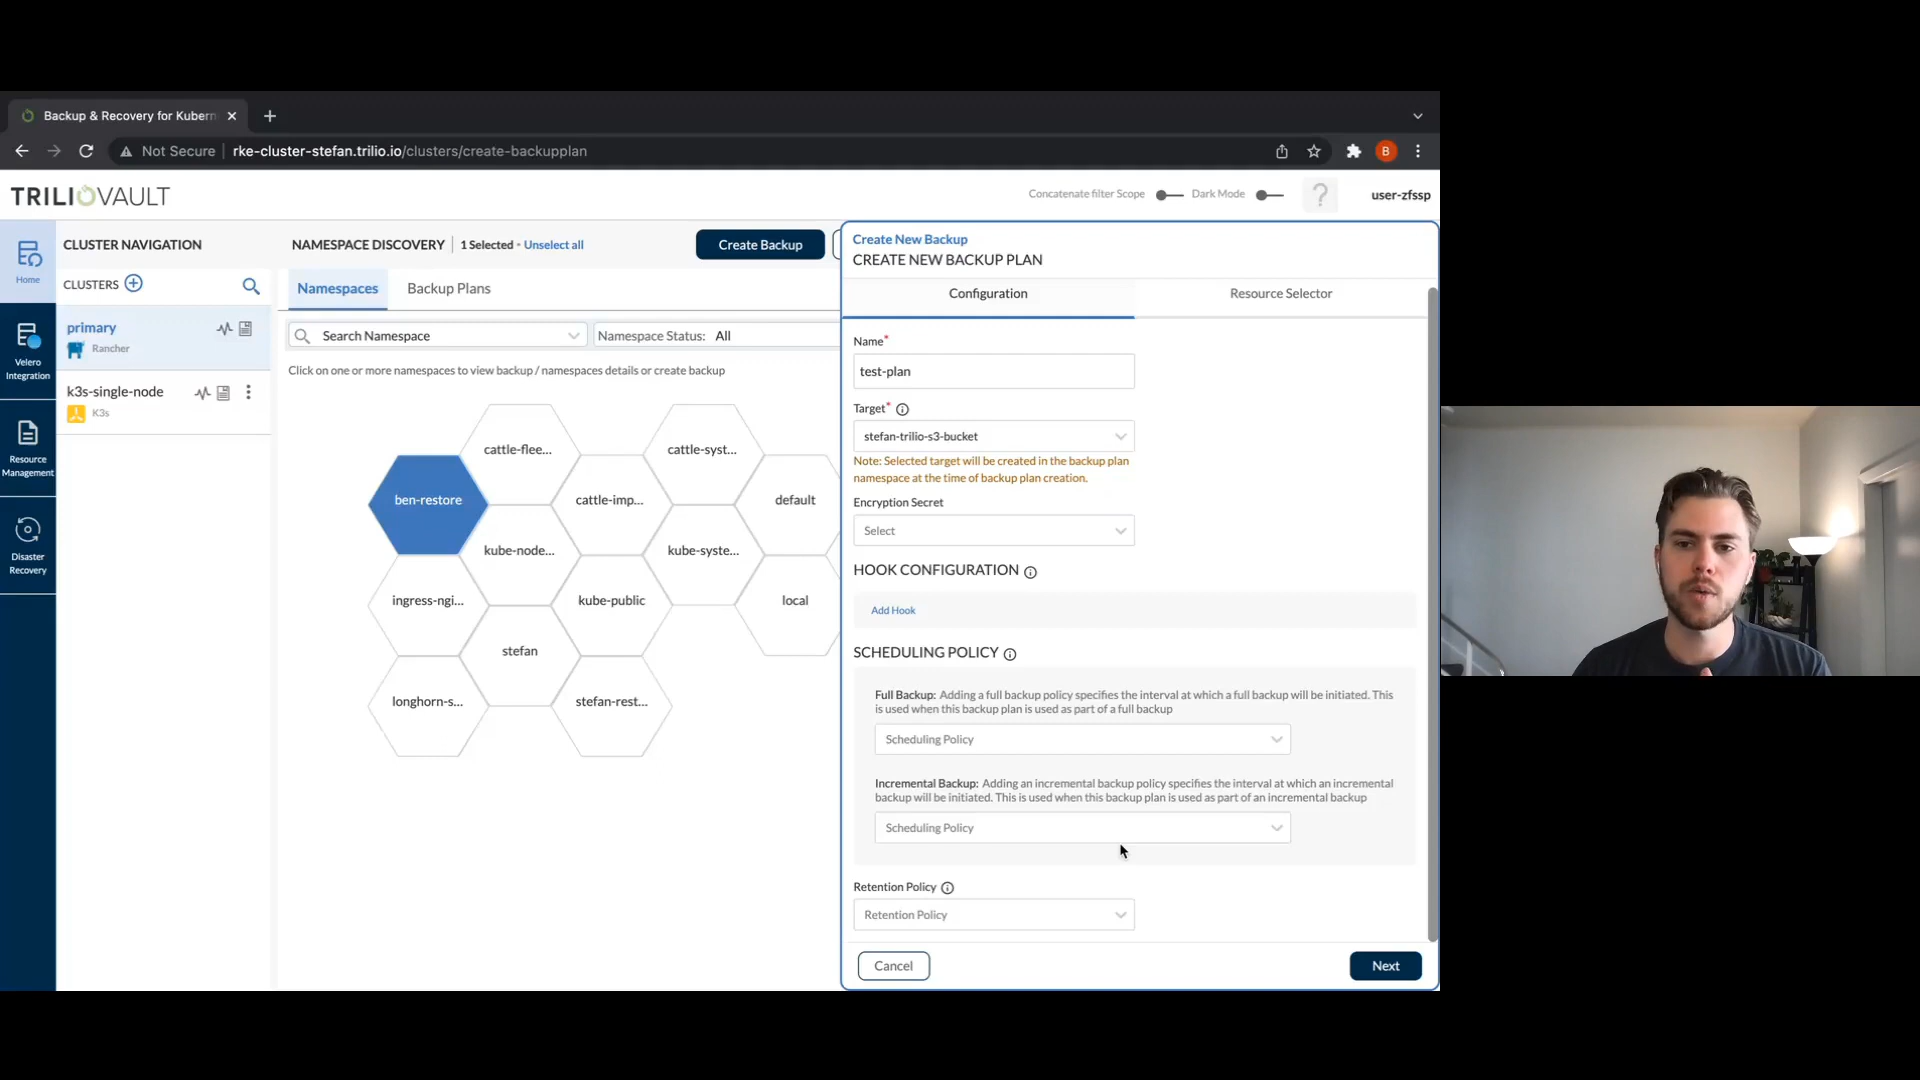 Backup & Recovery for Kubern
Not Secure
rke-cluster-stefan.trilio.io/clusters/create-backupplan
B
TRILIOVAULT
Concatenate filter Scope
Dark Mode
?
user-zfssp
Home
Velero
Integration
Resource
Management
Disaster
Recovery
CLUSTER NAVIGATION
CLUSTERS
primary
Rancher
k3s-single-node
K3s
NAMESPACE DISCOVERY
1 Selected • Unselect all
Create Backup
Namespaces
Backup Plans
Search Namespace
Namespace Status: All
Click on one or more namespaces to view backup / namespaces details or create backup
cattle-flee...
cattle-syst...
ben-restore
cattle-imp...
default
kube-node...
kube-syste...
ingress-ngi...
kube-public
local
stefan
longhorn-s...
stefan-rest...
Create New Backup
CREATE NEW BACKUP PLAN
Configuration
Resource Selector
Name*
test-plan
Target*
stefan-trilio-s3-bucket
Note: Selected target will be created in the backup plan
namespace at the time of backup plan creation.
Encryption Secret
Select
HOOK CONFIGURATION
Add Hook
SCHEDULING POLICY
Full Backup: Adding a full backup policy specifies the interval at which a full backup will be initiated. This
is used when this backup plan is used as part of a full backup
Scheduling Policy
Incremental Backup: Adding an incremental backup policy specifies the interval at which an incremental
backup will be initiated. This is used when this backup plan is used as part of an incremental backup
Scheduling Policy
Retention Policy
Retention Policy
Cancel
Next